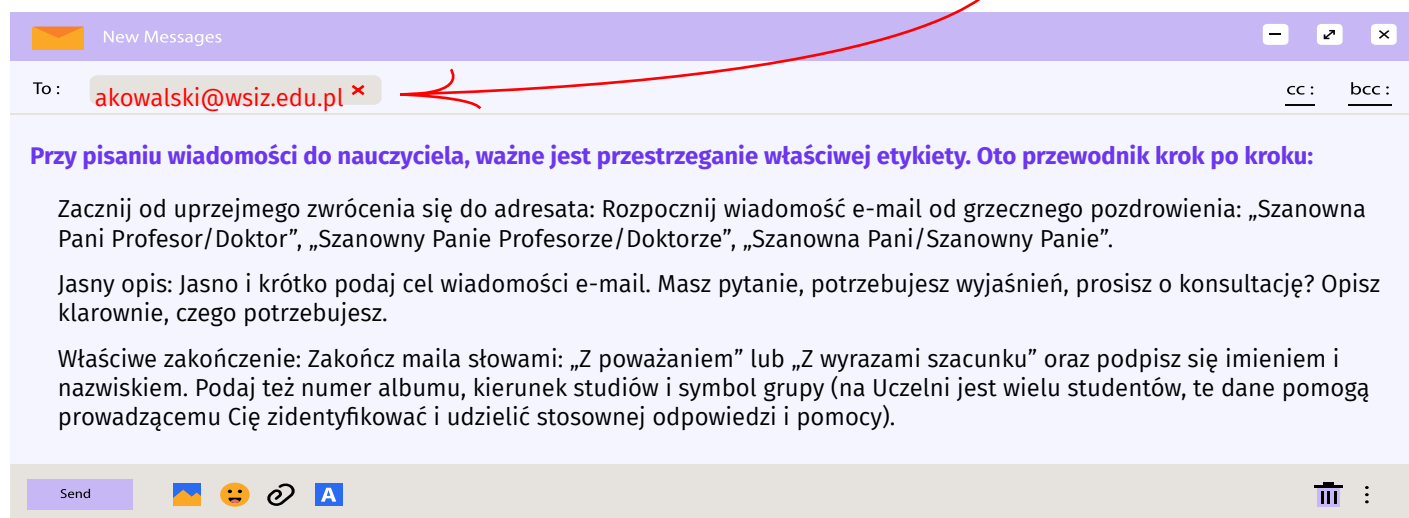 New Messages
To :
akowalski@wsiz.edu.pl
cc :
bcc :
Przy pisaniu wiadomości do nauczyciela, ważne jest przestrzeganie właściwej etykiety. Oto przewodnik krok po kroku:
Zacznij od uprzejmego zwrócenia się do adresata: Rozpocznij wiadomość e-mail od grzecznego pozdrowienia: „Szanowna
Pani Profesor/Doktor”, „Szanowny Panie Profesorze/Doktorze”, „Szanowna Pani/Szanowny Panie”.
Jasny opis: Jasno i krótko podaj cel wiadomości e-mail. Masz pytanie, potrzebujesz wyjaśnień, prosisz o konsultację? Opisz
klarownie, czego potrzebujesz.
Właściwe zakończenie: Zakończ maila słowami: „Z poważaniem” lub „Z wyrazami szacunku” oraz podpisz się imieniem i
nazwiskiem. Podaj też numer albumu, kierunek studiów i symbol grupy (na Uczelni jest wielu studentów, te dane pomogą
prowadzącemu Cię zidentyfikować i udzielić stosownej odpowiedzi i pomocy).
Send
A